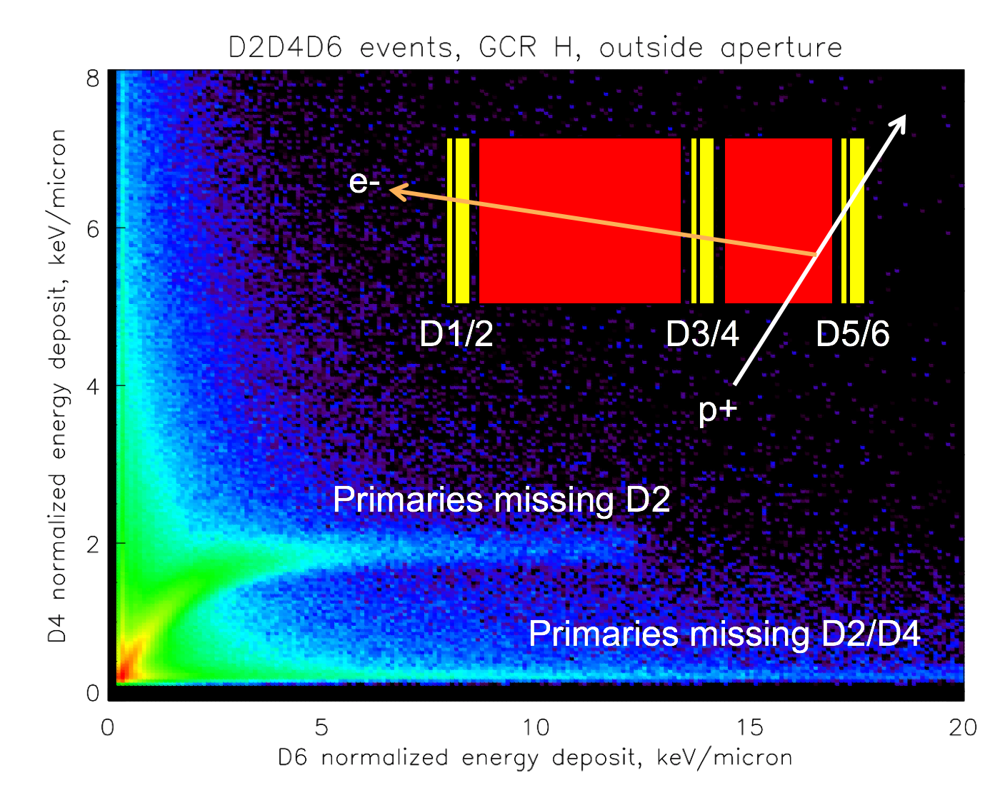 D2D4D6 events, GCR H, outside aperture
8
6
4
2
0
D4 normalized energy deposit, keV/micron
e-
D1/2
D3/4
D5/6
p+
Primaries missing D2
Primaries missing D2/D4
0
5
10
15
20
D6 normalized energy deposit, keV/micron